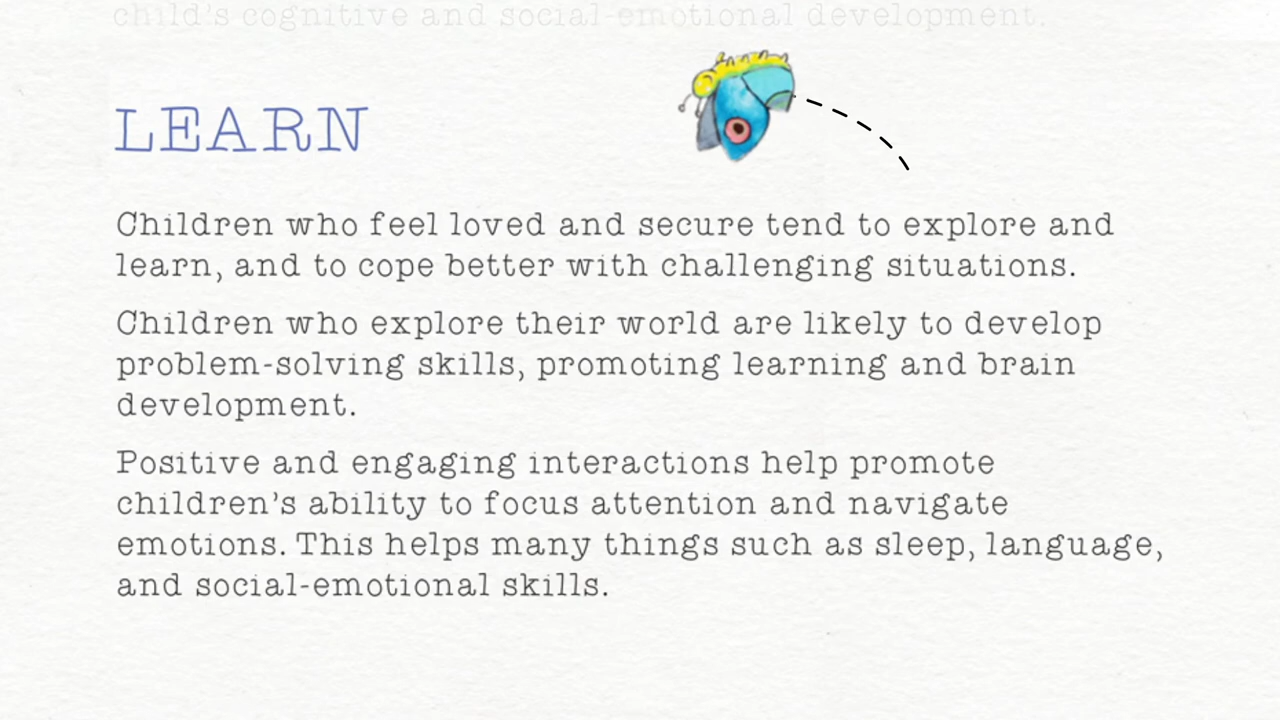 child's cognitive and social-emotional development.
LEARN
Children who feel loved and secure tend to explore and
learn, and to cope better with challenging situations.
Children who explore their world are likely to develop
problem-solving skills, promoting learning and brain
development.
Positive and engaging interactions help promote
children’s ability to focus attention and navigate
emotions. This helps many things such as sleep, language,
and social-emotional skills.